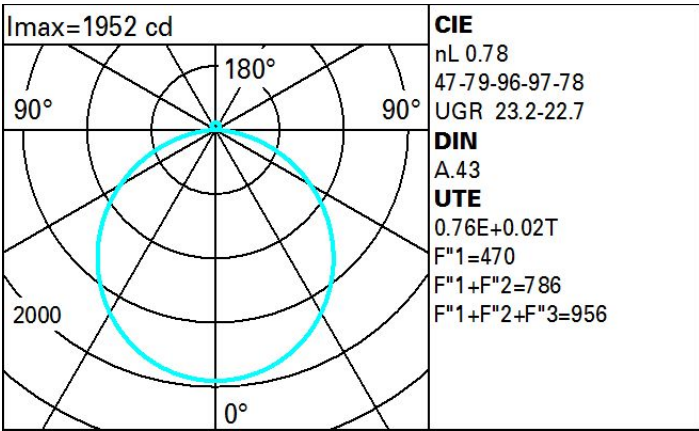 Imax=1952 cd
180°
90°
90°
2000
0°
CIE
nL 0.78
47-79-96-97-78
UGR 23.2-22.7
DIN
A.43
UTE
0.76E+0.02T
F"1=470
F"1+F"2=786
F"1+F"2+F"3=956